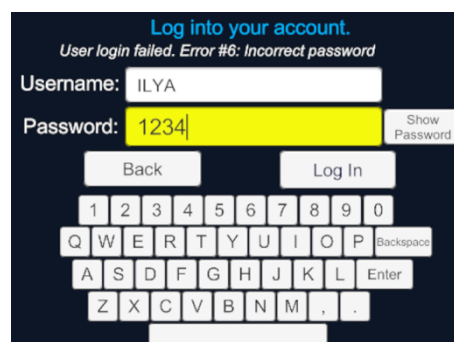 Log into your account.
User login failed. Error #6: Incorrect password
Username: ILYA
Password: 1234 Show Password
Back Log In
1 2 3 4 5 6 7 8 9 0
Q W E R T Y U I O P Backspace
A S D F G H J K L Enter
Z X C V B N M , .